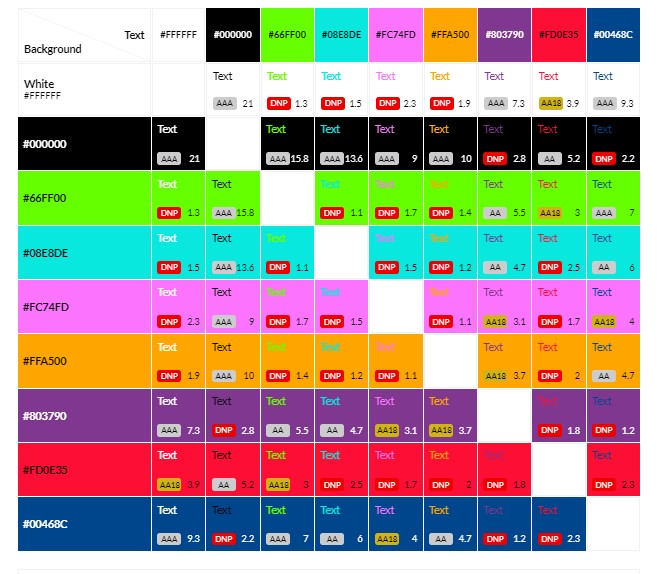 Text #FFFFFF #000000 #66FF00 #08E8DE #FC74FD #FFA500 #803790 #FD0E35 #00468C
Background
White Text Text Text Text Text Text Text Text
#FFFFFF
AAA 21 DNP 1.3 DNP 1.5 DNP 2.3 DNP 1.9 AAA 7.3 AA18 3.9 AAA 9.3
Text Text Text Text Text Text Text Text
#000000
AAA 21 AAA 15.8 AAA 13.6 AAA 9 AAA 10 DNP 2.8 AA 5.2 DNP 2.2
Text Text Text Text Text Text Text Text
#66FF00
DNP 1.3 AAA 15.8 DNP 1.1 DNP 1.7 DNP 1.4 AA 5.5 AA18 3 AAA 7
Text Text Text Text Text Text Text Text
#08E8DE
DNP 1.5 AAA 13.6 DNP 1.1 DNP 1.5 DNP 1.2 AA 4.7 DNP 2.5 AA 6
Text Text Text Text Text Text Text Text
#FC74FD
DNP 2.3 AAA 9 DNP 1.7 DNP 1.5 DNP 1.1 AA18 3.1 DNP 1.7 AA18 4
Text Text Text Text Text Text Text Text
#FFA500
DNP 1.9 AAA 10 DNP 1.4 DNP 1.2 DNP 1.1 AA18 3.7 DNP 2 AA 4.7
Text Text Text Text Text Text Text Text
#803790
AAA 7.3 DNP 2.8 AA 5.5 AA 4.7 AA18 3.1 AA18 3.7 DNP 1.8 DNP 1.2
Text Text Text Text Text Text Text Text
#FD0E35
AA18 3.9 AA 5.2 AA18 3 DNP 2.5 DNP 1.7 DNP 2 DNP 1.8 DNP 2.3
Text Text Text Text Text Text Text Text
#00468C
AAA 9.3 DNP 2.2 AAA 7 AA 6 AA18 4 AA 4.7 DNP 1.2 DNP 2.3